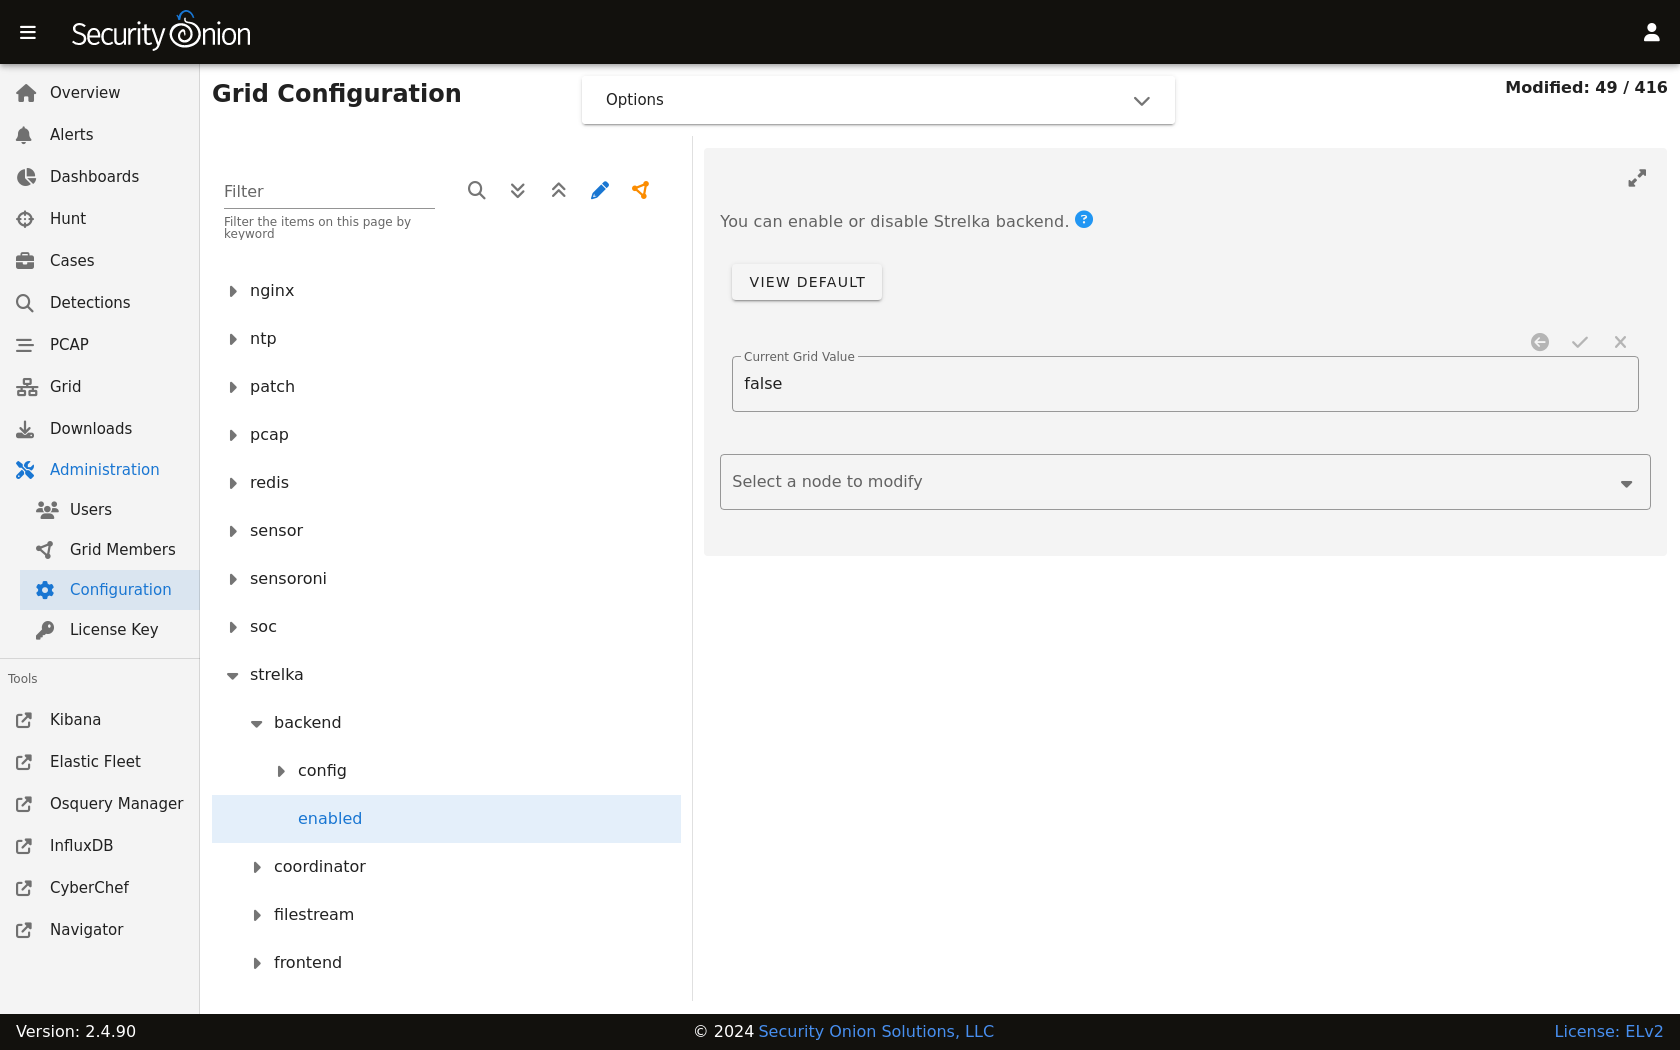 Security Onion
Overview
Alerts
Dashboards
Hunt
Cases
Detections
PCAP
Grid
Downloads
Administration
Users
Grid Members
Configuration
License Key
Tools
Kibana
Elastic Fleet
Osquery Manager
InfluxDB
CyberChef
Navigator
Grid Configuration
Options
Modified: 49 / 416
Filter
Filter the items on this page by
keyword
nginx
ntp
patch
pcap
redis
sensor
sensoroni
soc
strelka
backend
config
enabled
coordinator
filestream
frontend
You can enable or disable Strelka backend. ?
VIEW DEFAULT
Current Grid Value
false
Select a node to modify
Version: 2.4.90
© 2024 Security Onion Solutions, LLC
License: ELv2